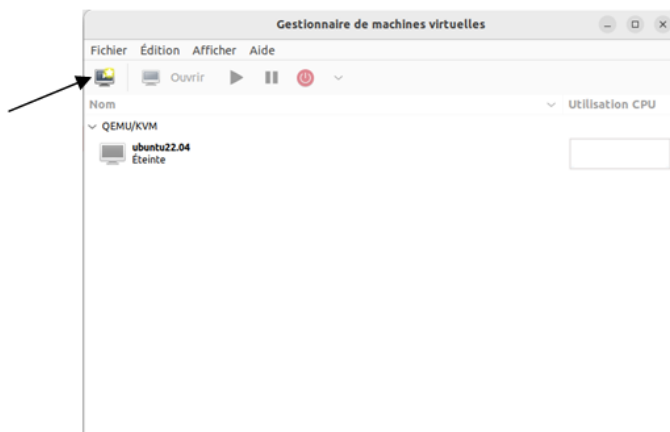 Gestionnaire de machines virtuelles
Fichier Édition Afficher Aide
Ouvrir
Nom Utilisation CPU
QEMU/KVM
ubuntu22.04
Éteinte